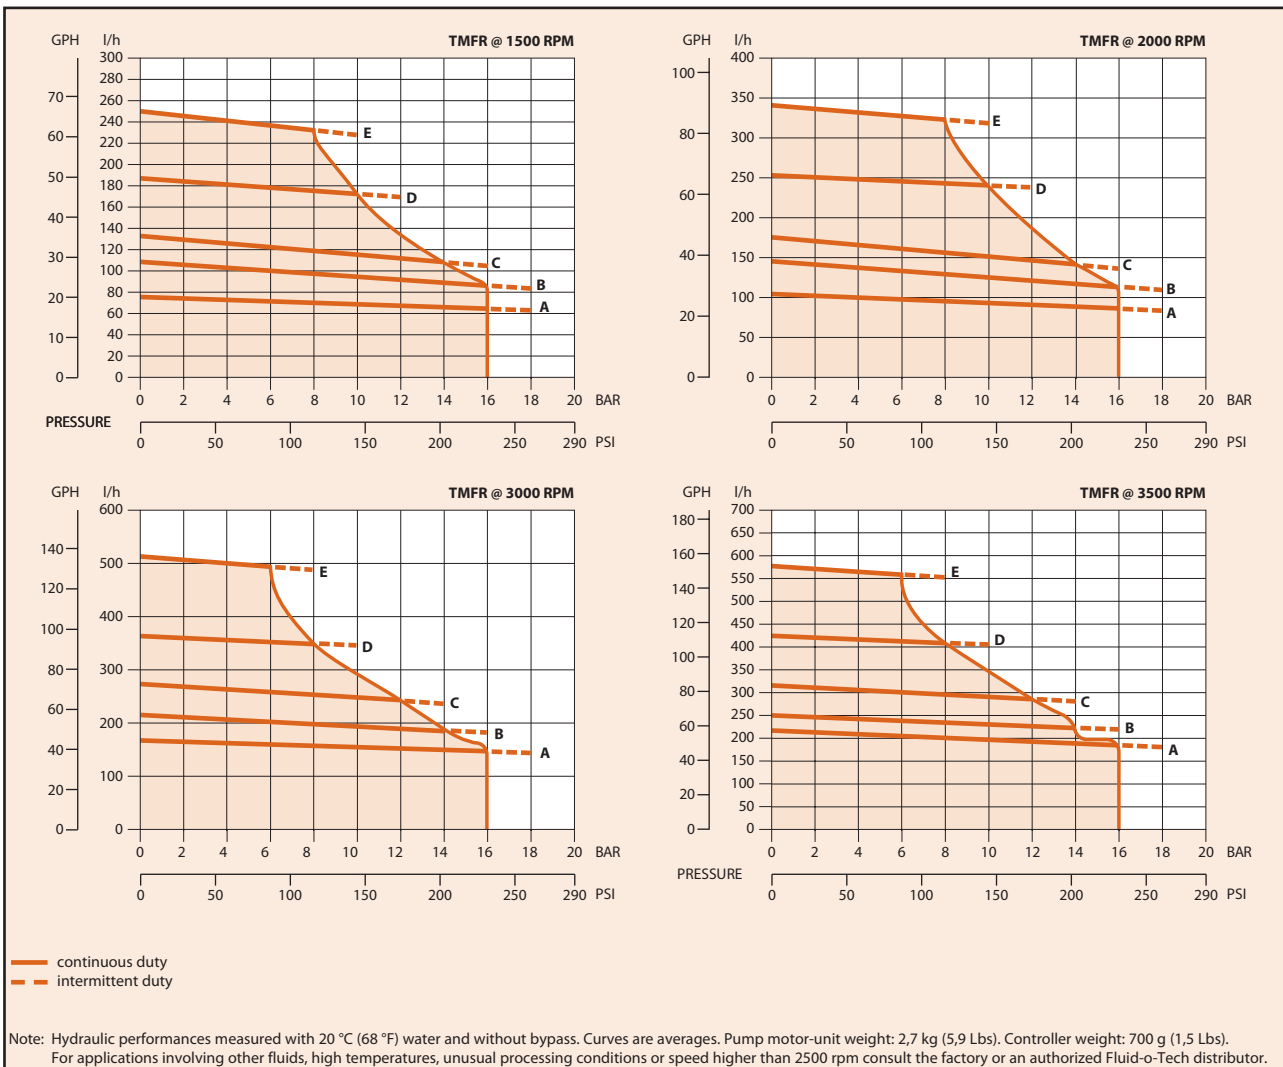 GPH l/h TMFR @ 1500 RPM
300
280
70 260
240
60 220 E
200
50 180
D
40 160
140
30 120
C
100
20 80 B
60 A
10 40
20
0 0
0 2 4 6 8 10 12 14 16 18 20 BAR
PRESSURE
0 50 100 150 200 250 290 PSI
GPH l/h TMFR @ 2000 RPM
400
100
350
80 300 E
250
60 D
200
40 150
C
B
100
20 A
50
0 0
0 2 4 6 8 10 12 14 16 18 20 BAR
0 50 100 150 200 250 290 PSI
GPH l/h TMFR @ 3000 RPM
600
140
500
120 E
100 400
D
80
300
60 C
200
B
40
A
100
20
0 0
0 2 4 6 8 10 12 14 16 18 20 BAR
0 50 100 150 200 250 290 PSI
GPH l/h TMFR @ 3500 RPM
700
180
650
160 600
140 550 E
500
120 450
D
100 400
350
80 300
C
60 250
B
200
40 A
150
20 100
50
0 0
0 2 4 6 8 10 12 14 16 18 20 BAR
PRESSURE
0 50 100 150 200 250 290 PSI
continuous duty
intermittent duty
Note: Hydraulic performances measured with 20 °C (68 °F) water and without bypass. Curves are averages. Pump motor-unit weight: 2,7 kg (5,9 Lbs). Controller weight: 700 g (1,5 Lbs).
For applications involving other fluids, high temperatures, unusual processing conditions or speed higher than 2500 rpm consult the factory or an authorized Fluid-o-Tech distributor.